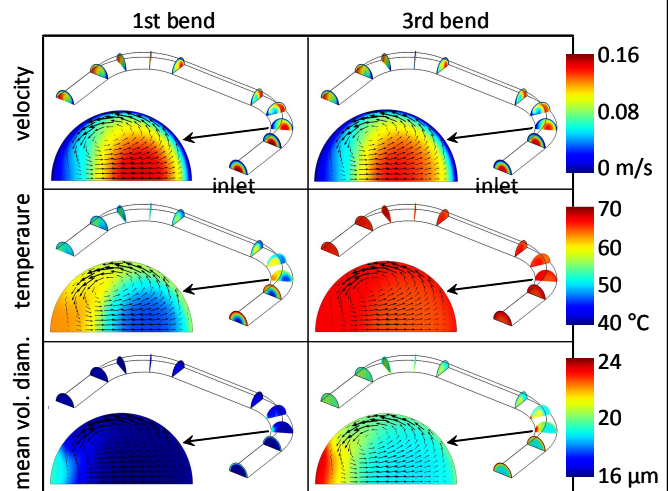 1st bend
3rd bend
velocity
0.16
0.08
0 m/s
inlet
inlet
temperaure
70
60
50
40 °C
mean vol. diam.
24
20
16 µm